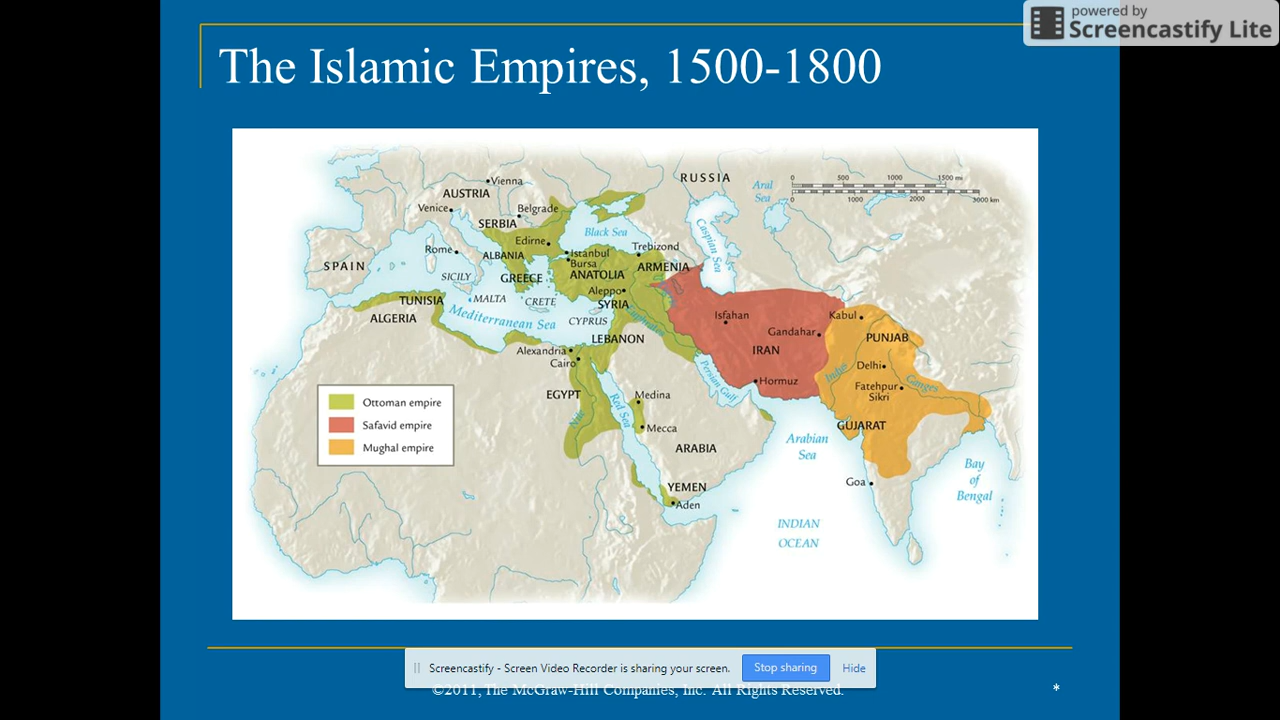 powered by
Screencastify Lite
The Islamic Empires, 1500-1800
RUSSIA
Aral
Sea
0 500 1000 1500 mi
0 1000 2000 3000 km
Vienna
AUSTRIA
Venice
Belgrade
SERBIA
Caspian Sea
Black Sea
Edirne
Trebizond
Rome
ALBANIA
Istanbul
Bursa
SPAIN
ARMENIA
SICILY
GREECE
ANATOLIA
Aleppo
TUNISIA
MALTA
CRETE
SYRIA
ALGERIA
Mediterranean Sea
CYPRUS
Euphrates
Isfahan
Kabul
Gandahar
LEBANON
PUNJAB
Alexandria
Cairo
IRAN
Delhi
Persian Gulf
Hormuz
Indus
Ganges
Fatehpur
Sikri
EGYPT
Nile
Red Sea
Medina
Mecca
GUJARAT
Ottoman empire
Safavid empire
Mughal empire
ARABIA
Arabian
Sea
Bay
of
Bengal
YEMEN
Aden
Goa
INDIAN
OCEAN
Screencastify - Screen Video Recorder is sharing your screen. Stop sharing Hide
©2011, The McGraw-Hill Companies, Inc. All Rights Reserved.
*